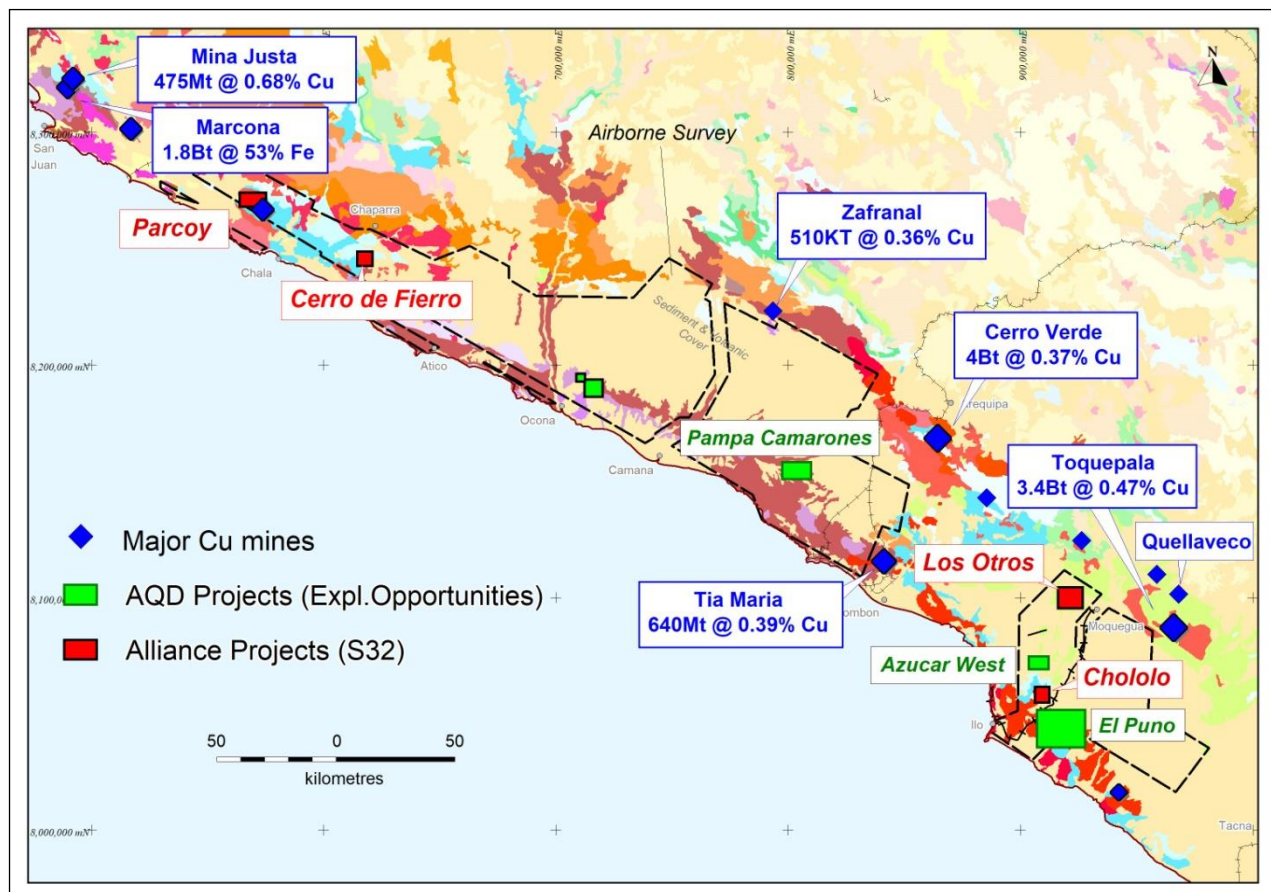 Mina Justa
475Mt @ 0.68% Cu
Marcona
1.8Bt @ 53% Fe
700,000 mE
800,000 mE
900,000 mE
N
8,300,000 mN
San
Juan
Airborne Survey
Parcoy
Chaparra
Chala
Cerro de Fierro
Zafranal
510KT @ 0.36% Cu
Sediment & Volcanic
Cover
Cerro Verde
4Bt @ 0.37% Cu
8,200,000 mN
Atico
Ocona
Camana
Pampa Camarones
Toquepala
3.4Bt @ 0.47% Cu
Quellaveco
Los Otros
Moquegua
Major Cu mines
AQD Projects (Expl.Opportunities)
Alliance Projects (S32)
8,100,000 mN
Tia Maria
640Mt @ 0.39% Cu
Azucar West
Chololo
Ilo
El Puno
50 0 50
kilometres
8,000,000 mN
Tacna